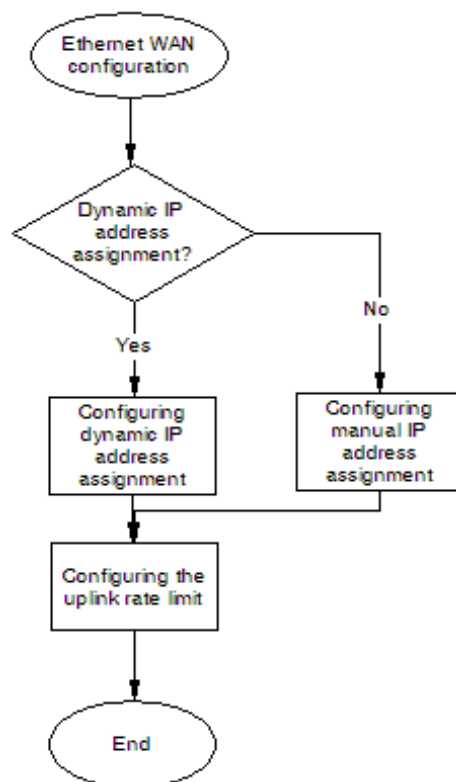 Ethernet WAN
configuration
Dynamic IP
address
assignment?
No
Yes
Configuring
dynamic IP
address
assignment
Configuring
manual IP
address
assignment
Configuring the
uplink rate limit
End